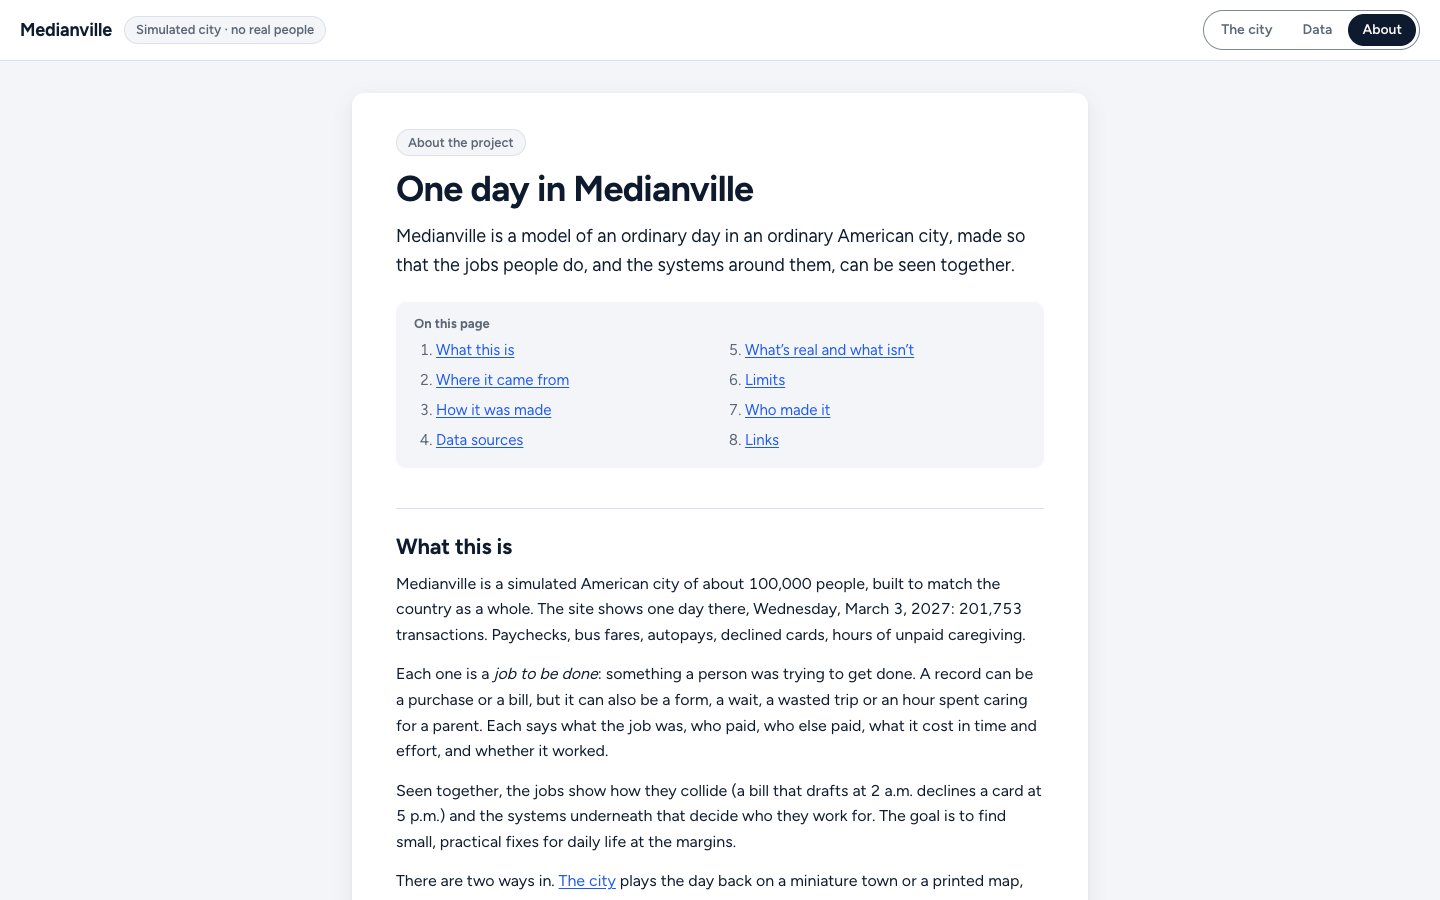 Medianville
Simulated city · no real people
The city
Data
About
About the project
One day in Medianville
Medianville is a model of an ordinary day in an ordinary American city, made so
that the jobs people do, and the systems around them, can be seen together.
On this page
1. What this is
2. Where it came from
3. How it was made
4. Data sources
5. What’s real and what isn’t
6. Limits
7. Who made it
8. Links
What this is
Medianville is a simulated American city of about 100,000 people, built to match the
country as a whole. The site shows one day there, Wednesday, March 3, 2027: 201,753
transactions. Paychecks, bus fares, autopays, declined cards, hours of unpaid caregiving.
Each one is a job to be done: something a person was trying to get done. A record can be
a purchase or a bill, but it can also be a form, a wait, a wasted trip or an hour spent caring
for a parent. Each says what the job was, who paid, who else paid, what it cost in time and
effort, and whether it worked.
Seen together, the jobs show how they collide (a bill that drafts at 2 a.m. declines a card at
5 p.m.) and the systems underneath that decide who they work for. The goal is to find
small, practical fixes for daily life at the margins.
There are two ways in. The city plays the day back on a miniature town or a printed map,